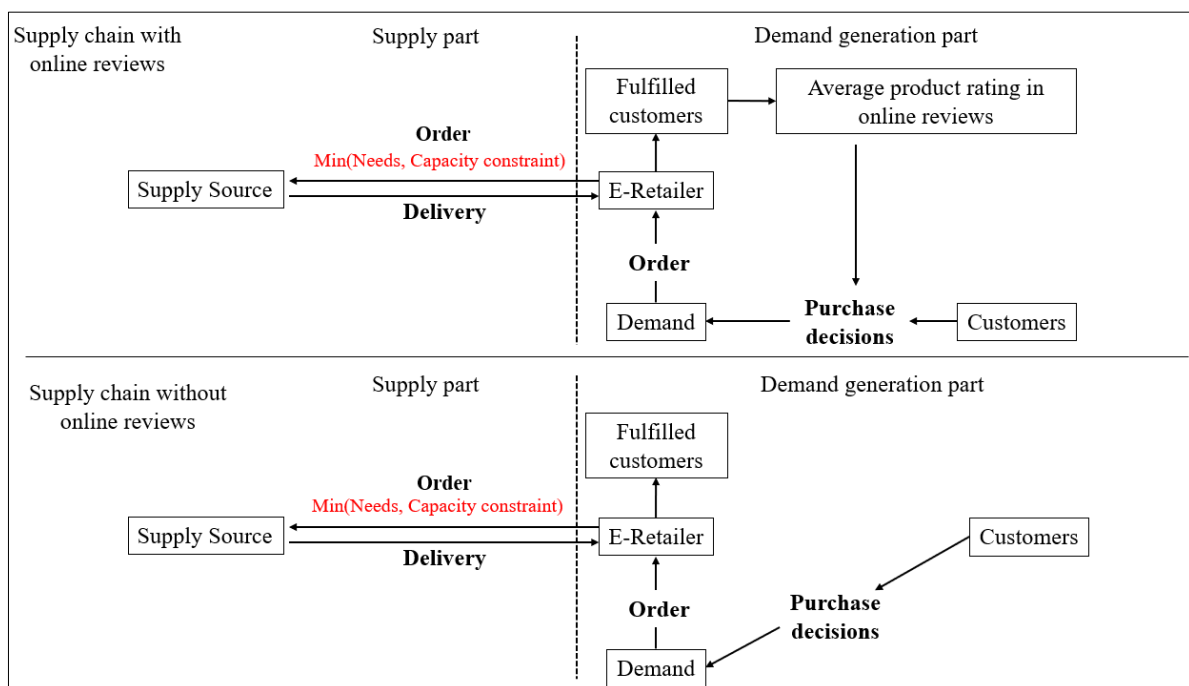 Supply chain with
online reviews
Supply part
Demand generation part
Fulfilled
customers
Average product rating in
online reviews
Order
Min(Needs, Capacity constraint)
Supply Source
E-Retailer
Delivery
Order
Demand
Purchase
decisions
Customers
Supply chain without
online reviews
Supply part
Demand generation part
Fulfilled
customers
Order
Min(Needs, Capacity constraint)
Supply Source
E-Retailer
Customers
Delivery
Order
Purchase
decisions
Demand